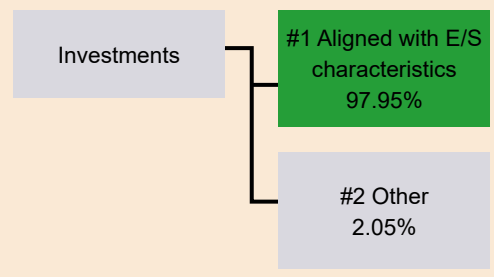 Investments
#1 Aligned with E/S
characteristics
97.95%
#2 Other
2.05%